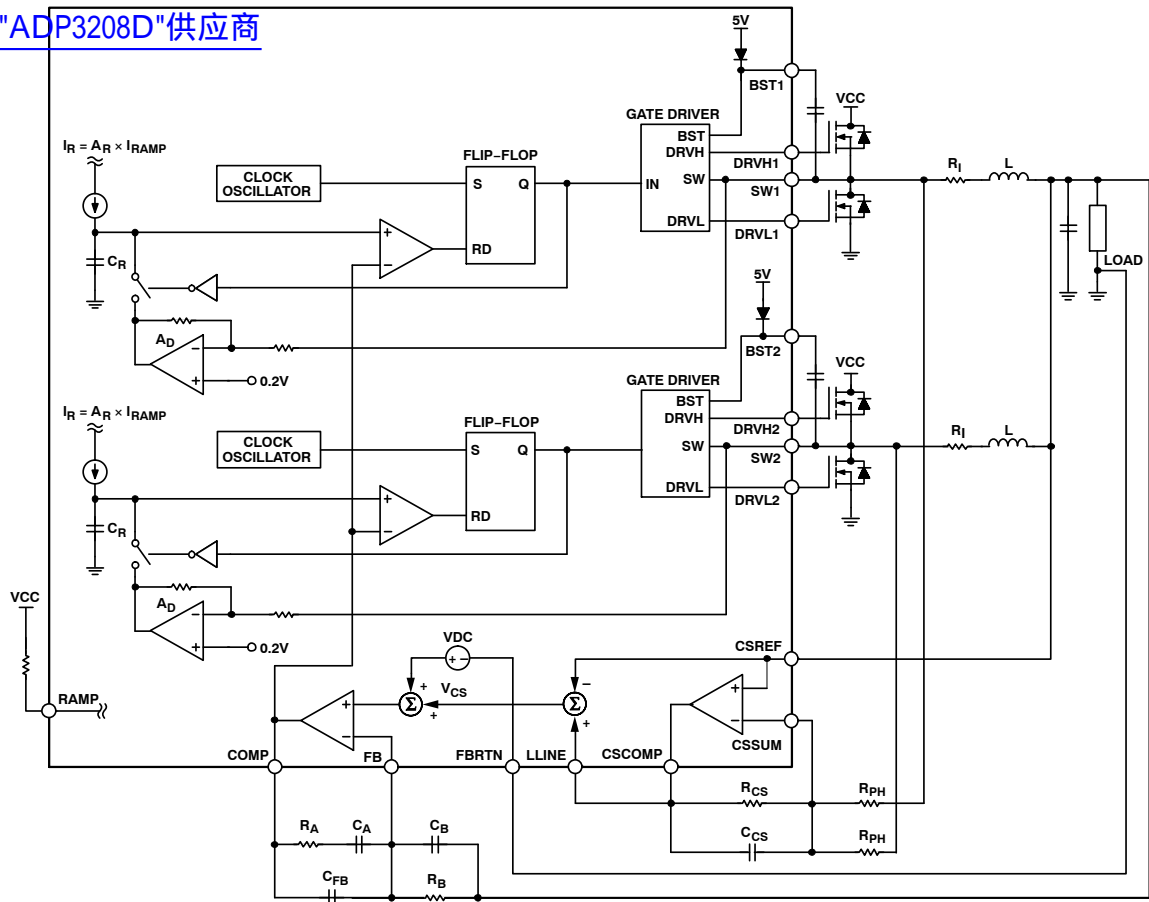 "ADP3208D"供应商
5V
BST1
VCC
GATE DRIVER
BST
DRVH
DRVH1
IN
SW
SW1
DRVL
DRVL1
RI
L
LOAD
IR = AR × IRAMP
CLOCK
OSCILLATOR
FLIP−FLOP
S
Q
RD
+
−
CR
AD
−
+
0.2V
5V
BST2
VCC
GATE DRIVER
BST
DRVH
DRVH2
SW
SW2
DRVL
DRVL2
RI
L
IR = AR × IRAMP
CLOCK
OSCILLATOR
FLIP−FLOP
S
Q
RD
+
−
CR
AD
−
+
0.2V
VCC
RAMP
VDC
+ −
CSREF
+
Σ
VCS
+
−
Σ
+
+
−
+
−
CSSUM
COMP
FB
FBRTN
LLINE
CSCOMP
RCS
RPH
CCS
RPH
RA
CA
CB
CFB
RB